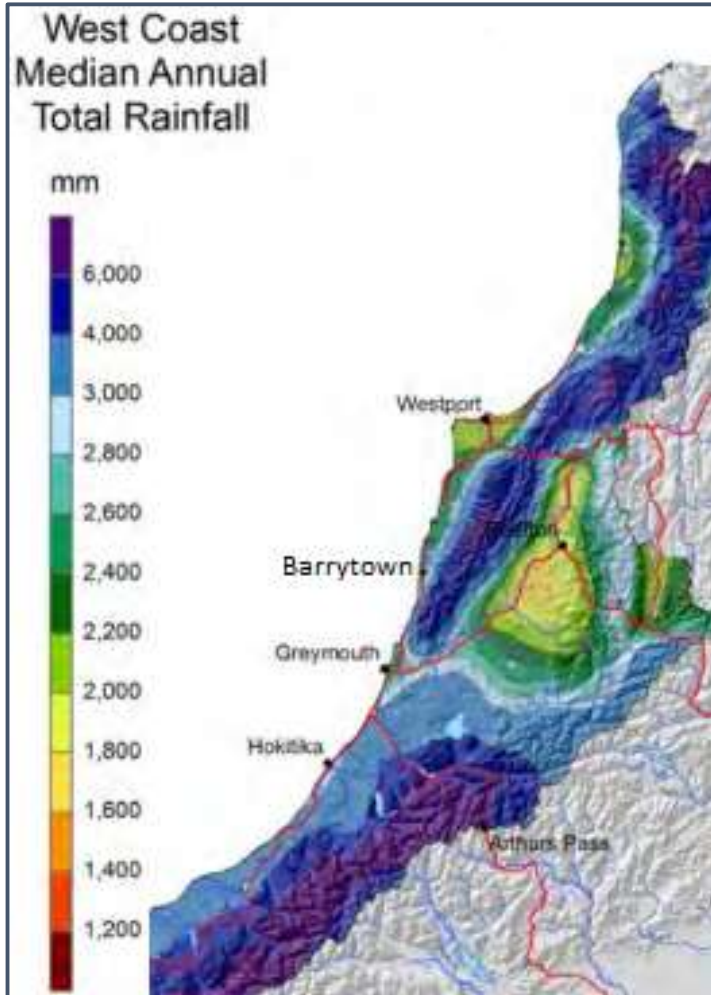 West Coast
Median Annual
Total Rainfall
mm
6,000
4,000
3,000
2,800
2,600
2,400
2,200
2,000
1,800
1,600
1,400
1,200
Westport
Barrytown
Greymouth
Hokitika
Arthurs Pass